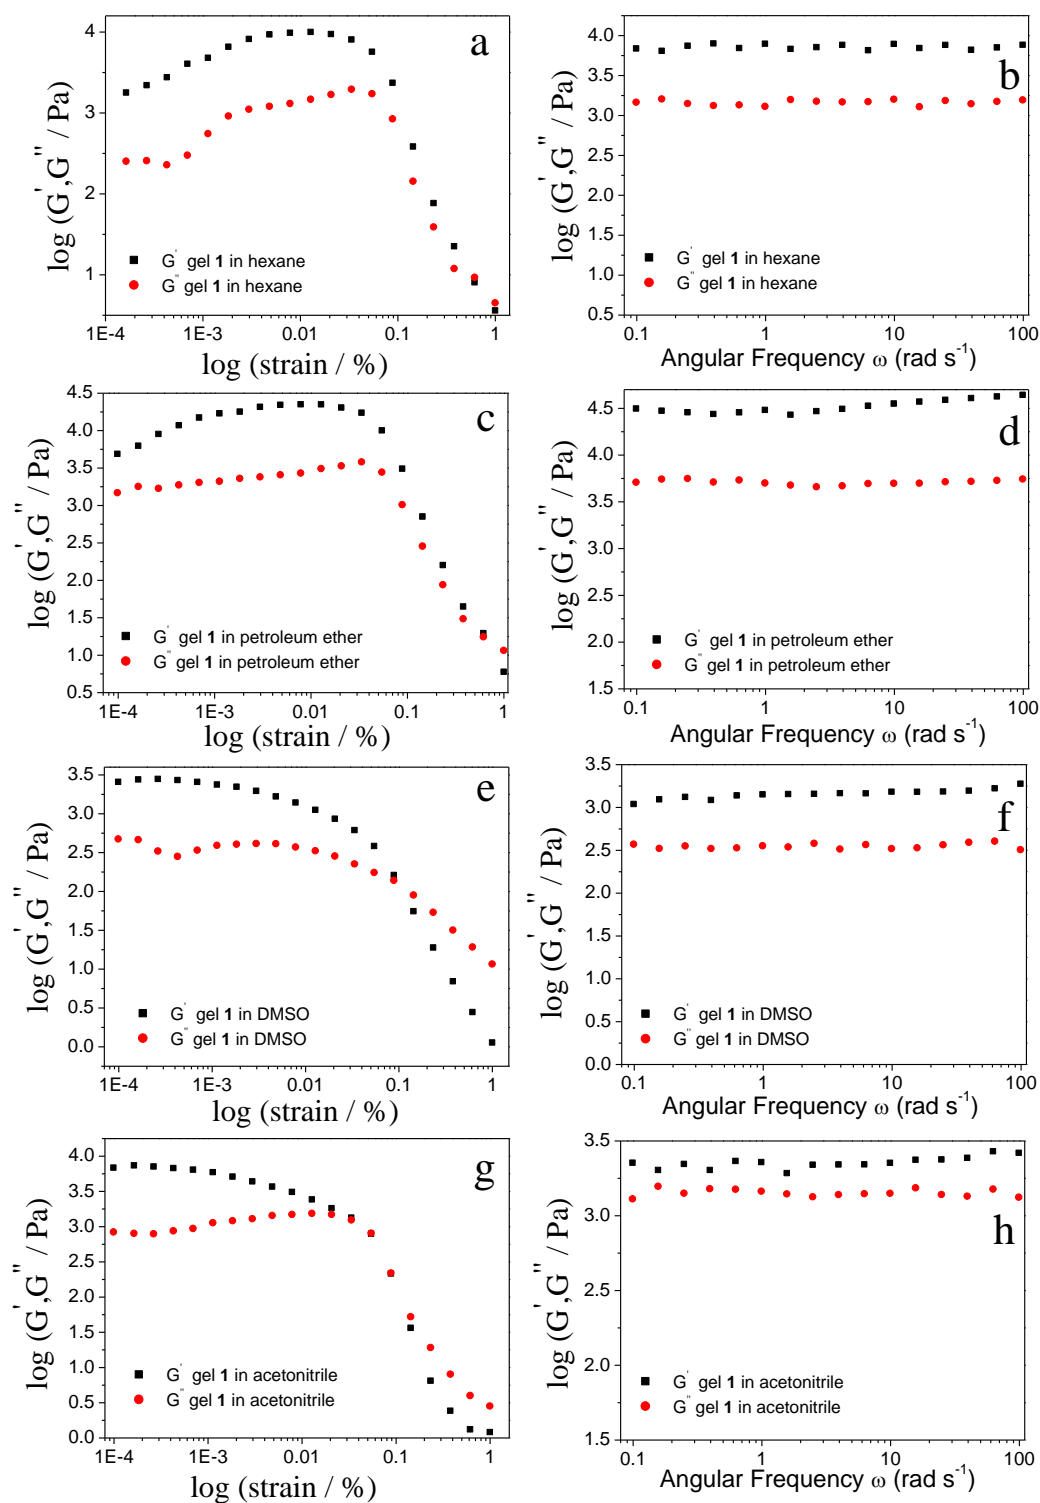 a
log (G',G'' / Pa)
4
3
2
1
G' gel 1 in hexane
G'' gel 1 in hexane
1E-4 1E-3 0.01 0.1 1
log (strain / %)
b
log (G',G'' / Pa)
4.0
3.5
3.0
2.5
2.0
1.5
1.0
0.5
G' gel 1 in hexane
G'' gel 1 in hexane
0.1 1 10 100
Angular Frequency ω (rad s⁻¹)
c
log (G',G'' / Pa)
4.5
4.0
3.5
3.0
2.5
2.0
1.5
1.0
0.5
G' gel 1 in petroleum ether
G'' gel 1 in petroleum ether
1E-4 1E-3 0.01 0.1 1
log (strain / %)
d
log (G',G'' / Pa)
4.5
4.0
3.5
3.0
2.5
2.0
1.5
G' gel 1 in petroleum ether
G'' gel 1 in petroleum ether
0.1 1 10 100
Angular Frequency ω (rad s⁻¹)
e
log (G',G'' / Pa)
3.5
3.0
2.5
2.0
1.5
1.0
0.5
0.0
G' gel 1 in DMSO
G'' gel 1 in DMSO
1E-4 1E-3 0.01 0.1 1
log (strain / %)
f
log (G',G'' / Pa)
3.5
3.0
2.5
2.0
1.5
1.0
0.5
0.0
G' gel 1 in DMSO
G'' gel 1 in DMSO
0.1 1 10 100
Angular Frequency ω (rad s⁻¹)
g
log (G',G'' / Pa)
4.0
3.5
3.0
2.5
2.0
1.5
1.0
0.5
0.0
G' gel 1 in acetonitrile
G'' gel 1 in acetonitrile
1E-4 1E-3 0.01 0.1 1
log (strain / %)
h
log (G',G'' / Pa)
3.5
3.0
2.5
2.0
1.5
G' gel 1 in acetonitrile
G'' gel 1 in acetonitrile
0.1 1 10 100
Angular Frequency ω (rad s⁻¹)